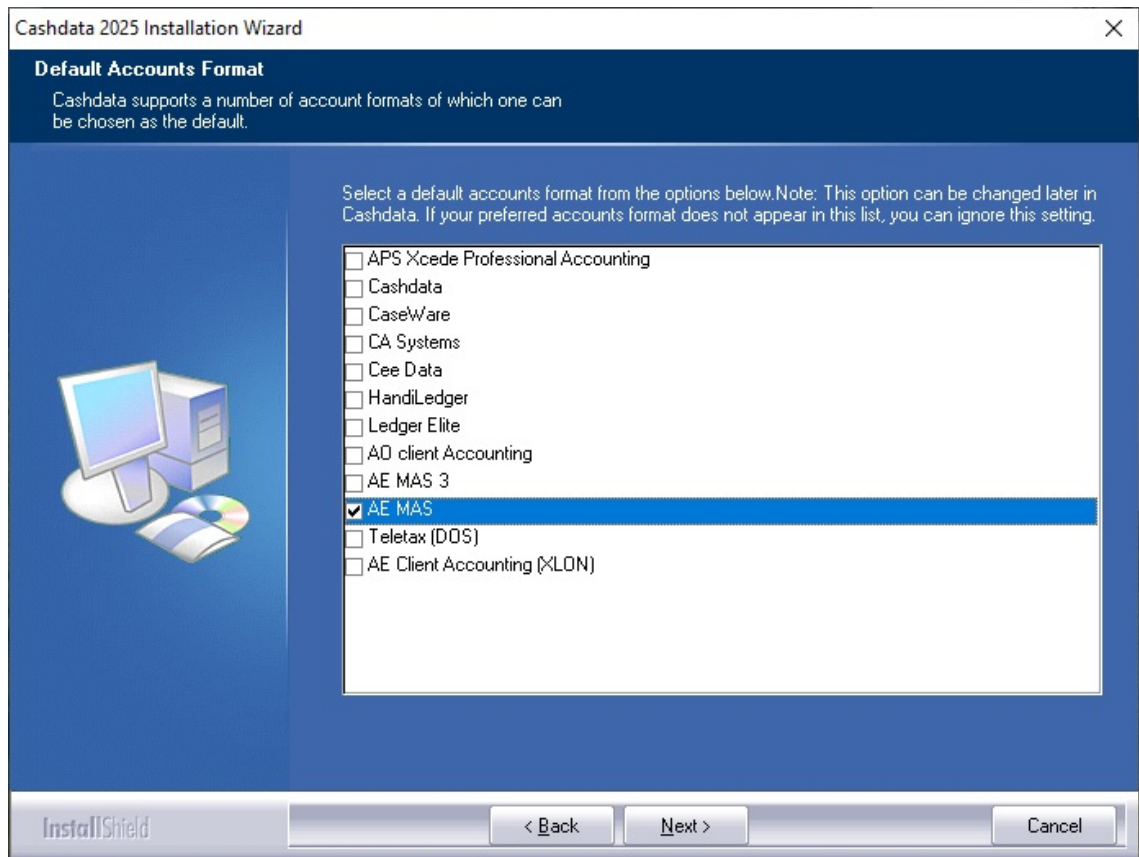 Cashdata 2025 Installation Wizard
Default Accounts Format
Cashdata supports a number of account formats of which one can
be chosen as the default.
Select a default accounts format from the options below.Note: This option can be changed later in
Cashdata. If your preferred accounts format does not appear in this list, you can ignore this setting.
APS Xcede Professional Accounting
Cashdata
CaseWare
CA Systems
Cee Data
HandiLedger
Ledger Elite
AO client Accounting
AE MAS 3
AE MAS
Teletax (DOS)
AE Client Accounting (XLON)
InstallShield
< Back
Next >
Cancel